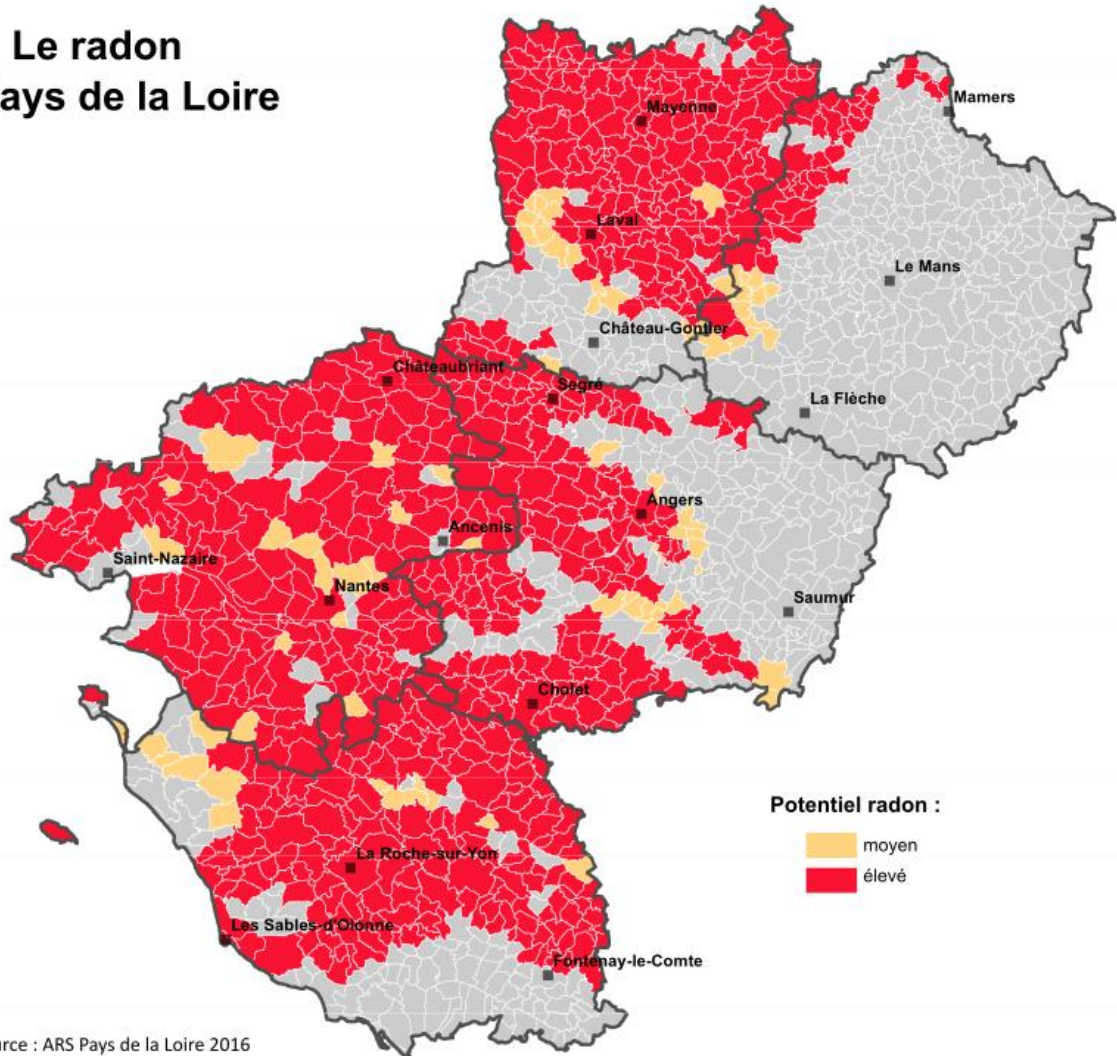 Le radon
ays de la Loire
Mayenne
Mamers
Laval
Le Mans
Château-Gontier
Châteaubriant
Segré
La Flèche
Angers
Ancenis
Saint-Nazaire
Nantes
Saumur
Cholet
Potentiel radon :
moyen
élevé
La Roche-sur-Yon
Les Sables-d'Olonne
Fontenay-le-Comte
urce : ARS Pays de la Loire 2016